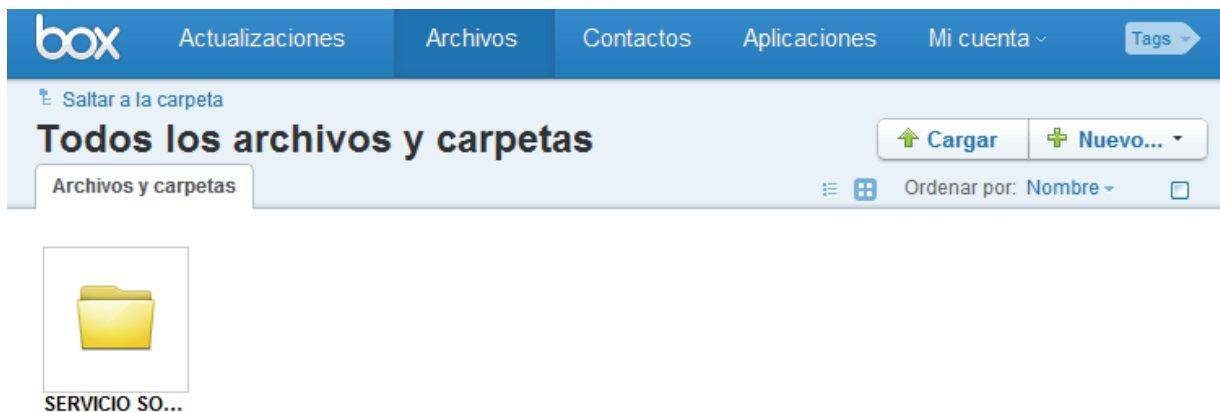 box Actualizaciones Archivos Contactos Aplicaciones Mi cuenta Tags
Saltar a la carpeta
Todos los archivos y carpetas
Cargar Nuevo...
Archivos y carpetas
Ordenar por: Nombre
SERVICIO SO...